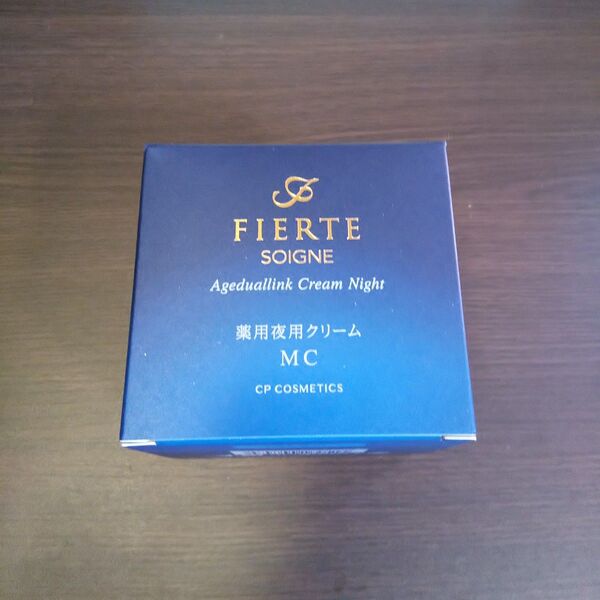 FIERTE
SOIGNE
Ageduallink Cream Night
薬用夜用クリーム
MC
CP COSMETICS